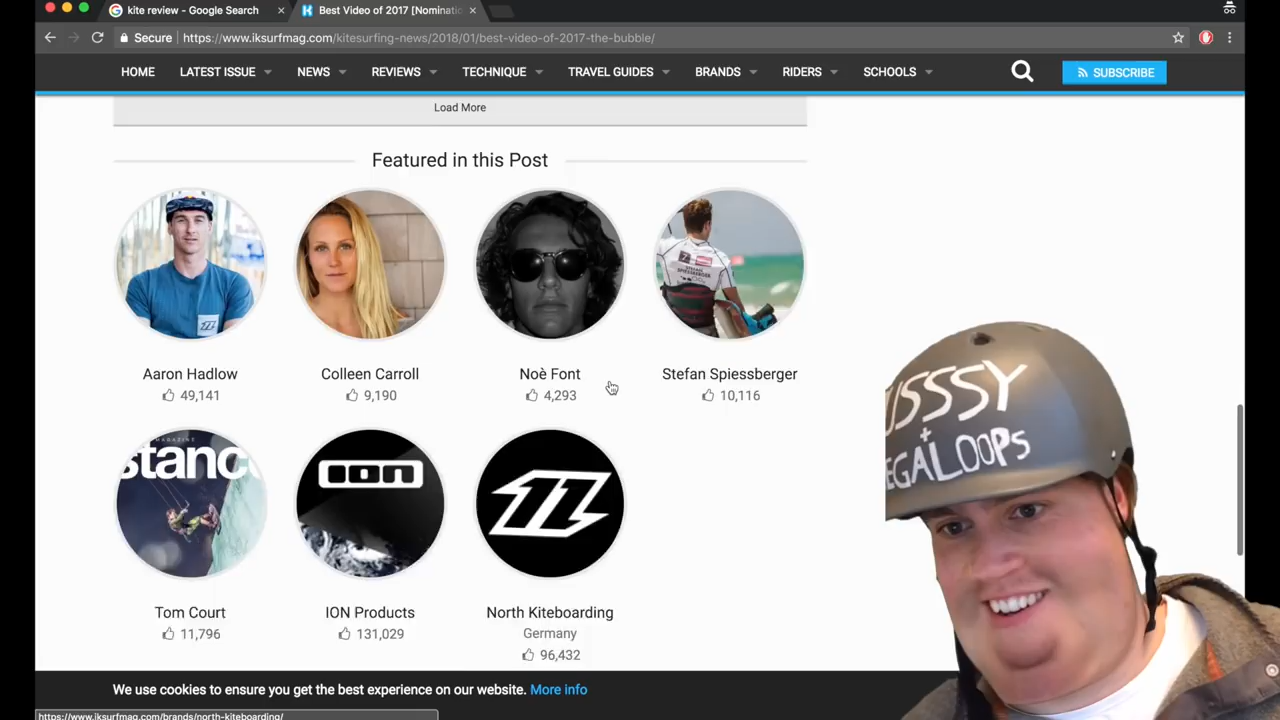 kite review - Google Search
Best Video of 2017 [Nominatio
Secure
https://www.iksurfmag.com/kitesurfing-news/2018/01/best-video-of-2017-the-bubble/
HOME LATEST ISSUE NEWS REVIEWS TECHNIQUE TRAVEL GUIDES BRANDS RIDERS SCHOOLS SUBSCRIBE
Load More
Featured in this Post
Aaron Hadlow Colleen Carroll Noè Font Stefan Spiessberger
49,141 9,190 4,293 10,116
USSSY
+
EGALOOPS
MAGAZINE
stance
ION
Tom Court ION Products North Kiteboarding
Germany
11,796 131,029
96,432
We use cookies to ensure you get the best experience on our website. More info
https://www.iksurfmag.com/brands/north-kiteboarding/